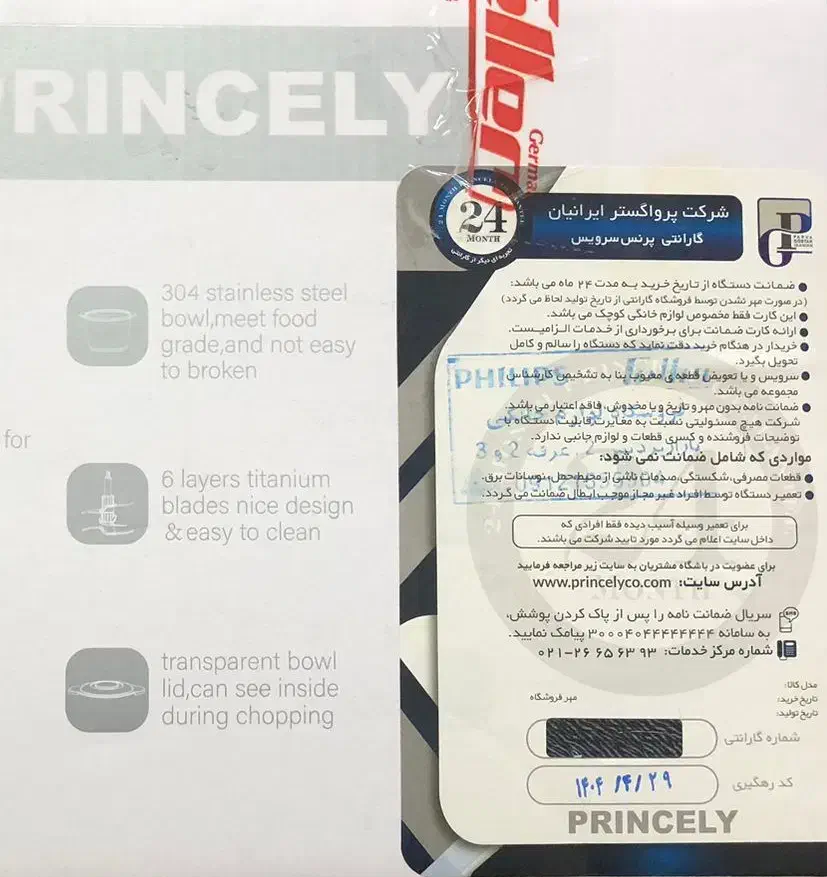 PRINCELY
304 stainless steel
bowl,meet food
grade,and not easy
to broken
for
6 layers titanium
blades nice design
& easy to clean
transparent bowl
lid,can see inside
during chopping
24
MONTH
شرکت پرواگستر ایرانیان
گارانتی پرنس سرویس
ضمانت دستگاه از تاریخ خرید به مدت ۲۴ ماه می باشد:
(در صورت مهر نشدن توسط فروشگاه گارانتی از تاریخ تولید لحاظ می گردد)
این کارت فقط مخصوص لوازم خانگی کوچک می باشد.
ارائه کارت ضمانت برای برخورداری از خدمات الزامیست.
خریدار در هنگام خرید دقت نماید که دستگاه را سالم و کامل
تحویل بگیرد.
سرویس و یا تعویض قطعه ی معیوب بنا به تشخیص کارشناس
مجموعه می باشد.
ضمانت نامه بدون مهر و تاریخ و یا مخدوش، فاقد اعتبار می باشد.
شرکت هیچ مسئولیتی نسبت به مغایرت قابلیت دستگاه با
توضیحات فروشنده و کسری قطعات و لوازم جانبی ندارد.
مواردی که شامل ضمانت نمی شود:
قطعات مصرفی، شکستگی، صدمات ناشی از محیط، حمل، نوسانات برق.
تعمیر دستگاه توسط افراد غیر مجاز موجب ابطال ضمانت می گردد.
PHILIPS
برای تعمیر وسیله آسیب دیده فقط افرادی که
داخل سایت اعلام می گردد مورد تایید شرکت می باشند.
برای عضویت در باشگاه مشتریان به سایت زیر مراجعه فرمایید
آدرس سایت: www.princelyco.com
سریال ضمانت نامه را پس از پاک کردن پوشش،
به سامانه ۳۰۰۰۴۰۴۴۴۴۴۴۴۴ پیامک نمایید.
شماره مرکز خدمات: ۰۲۱-۲۶ ۶۵ ۶۳ ۹۳
مدل کالا:
تاریخ خرید:
مهر فروشگاه
تاریخ تولید:
شماره گارانتی
کد رهگیری
۱۴۰۴/۴/۲۹
PRINCELY